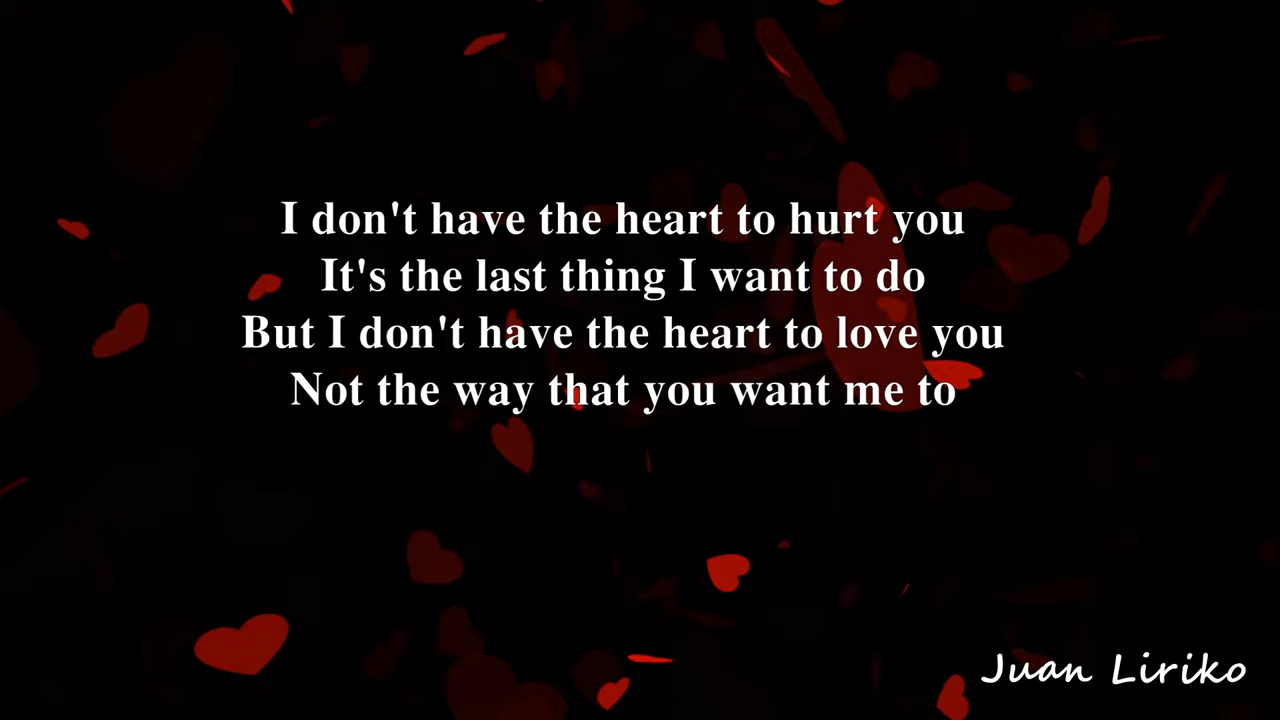 I don't have the heart to hurt you
It's the last thing I want to do
But I don't have the heart to love you
Not the way that you want me to
Juan Liriko